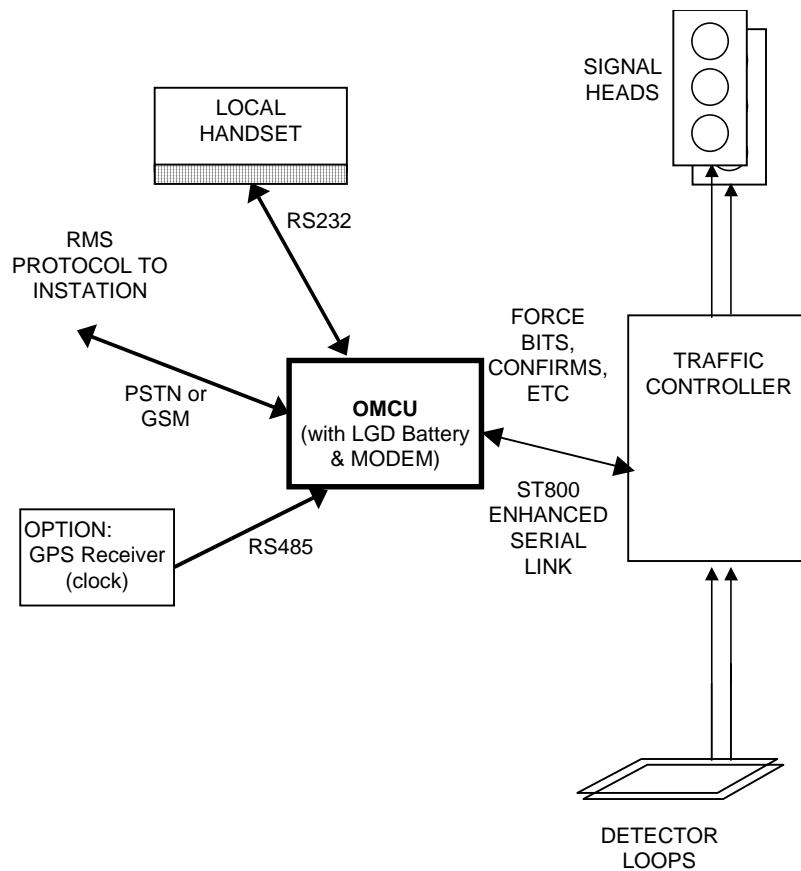 SIGNAL
HEADS
LOCAL
HANDSET
RS232
RMS
PROTOCOL TO
INSTATION
FORCE
BITS,
CONFIRMS,
ETC
TRAFFIC
CONTROLLER
PSTN or
GSM
OMCU
(with LGD Battery
& MODEM)
ST800
ENHANCED
SERIAL
LINK
OPTION:
GPS Receiver
(clock)
RS485
DETECTOR
LOOPS